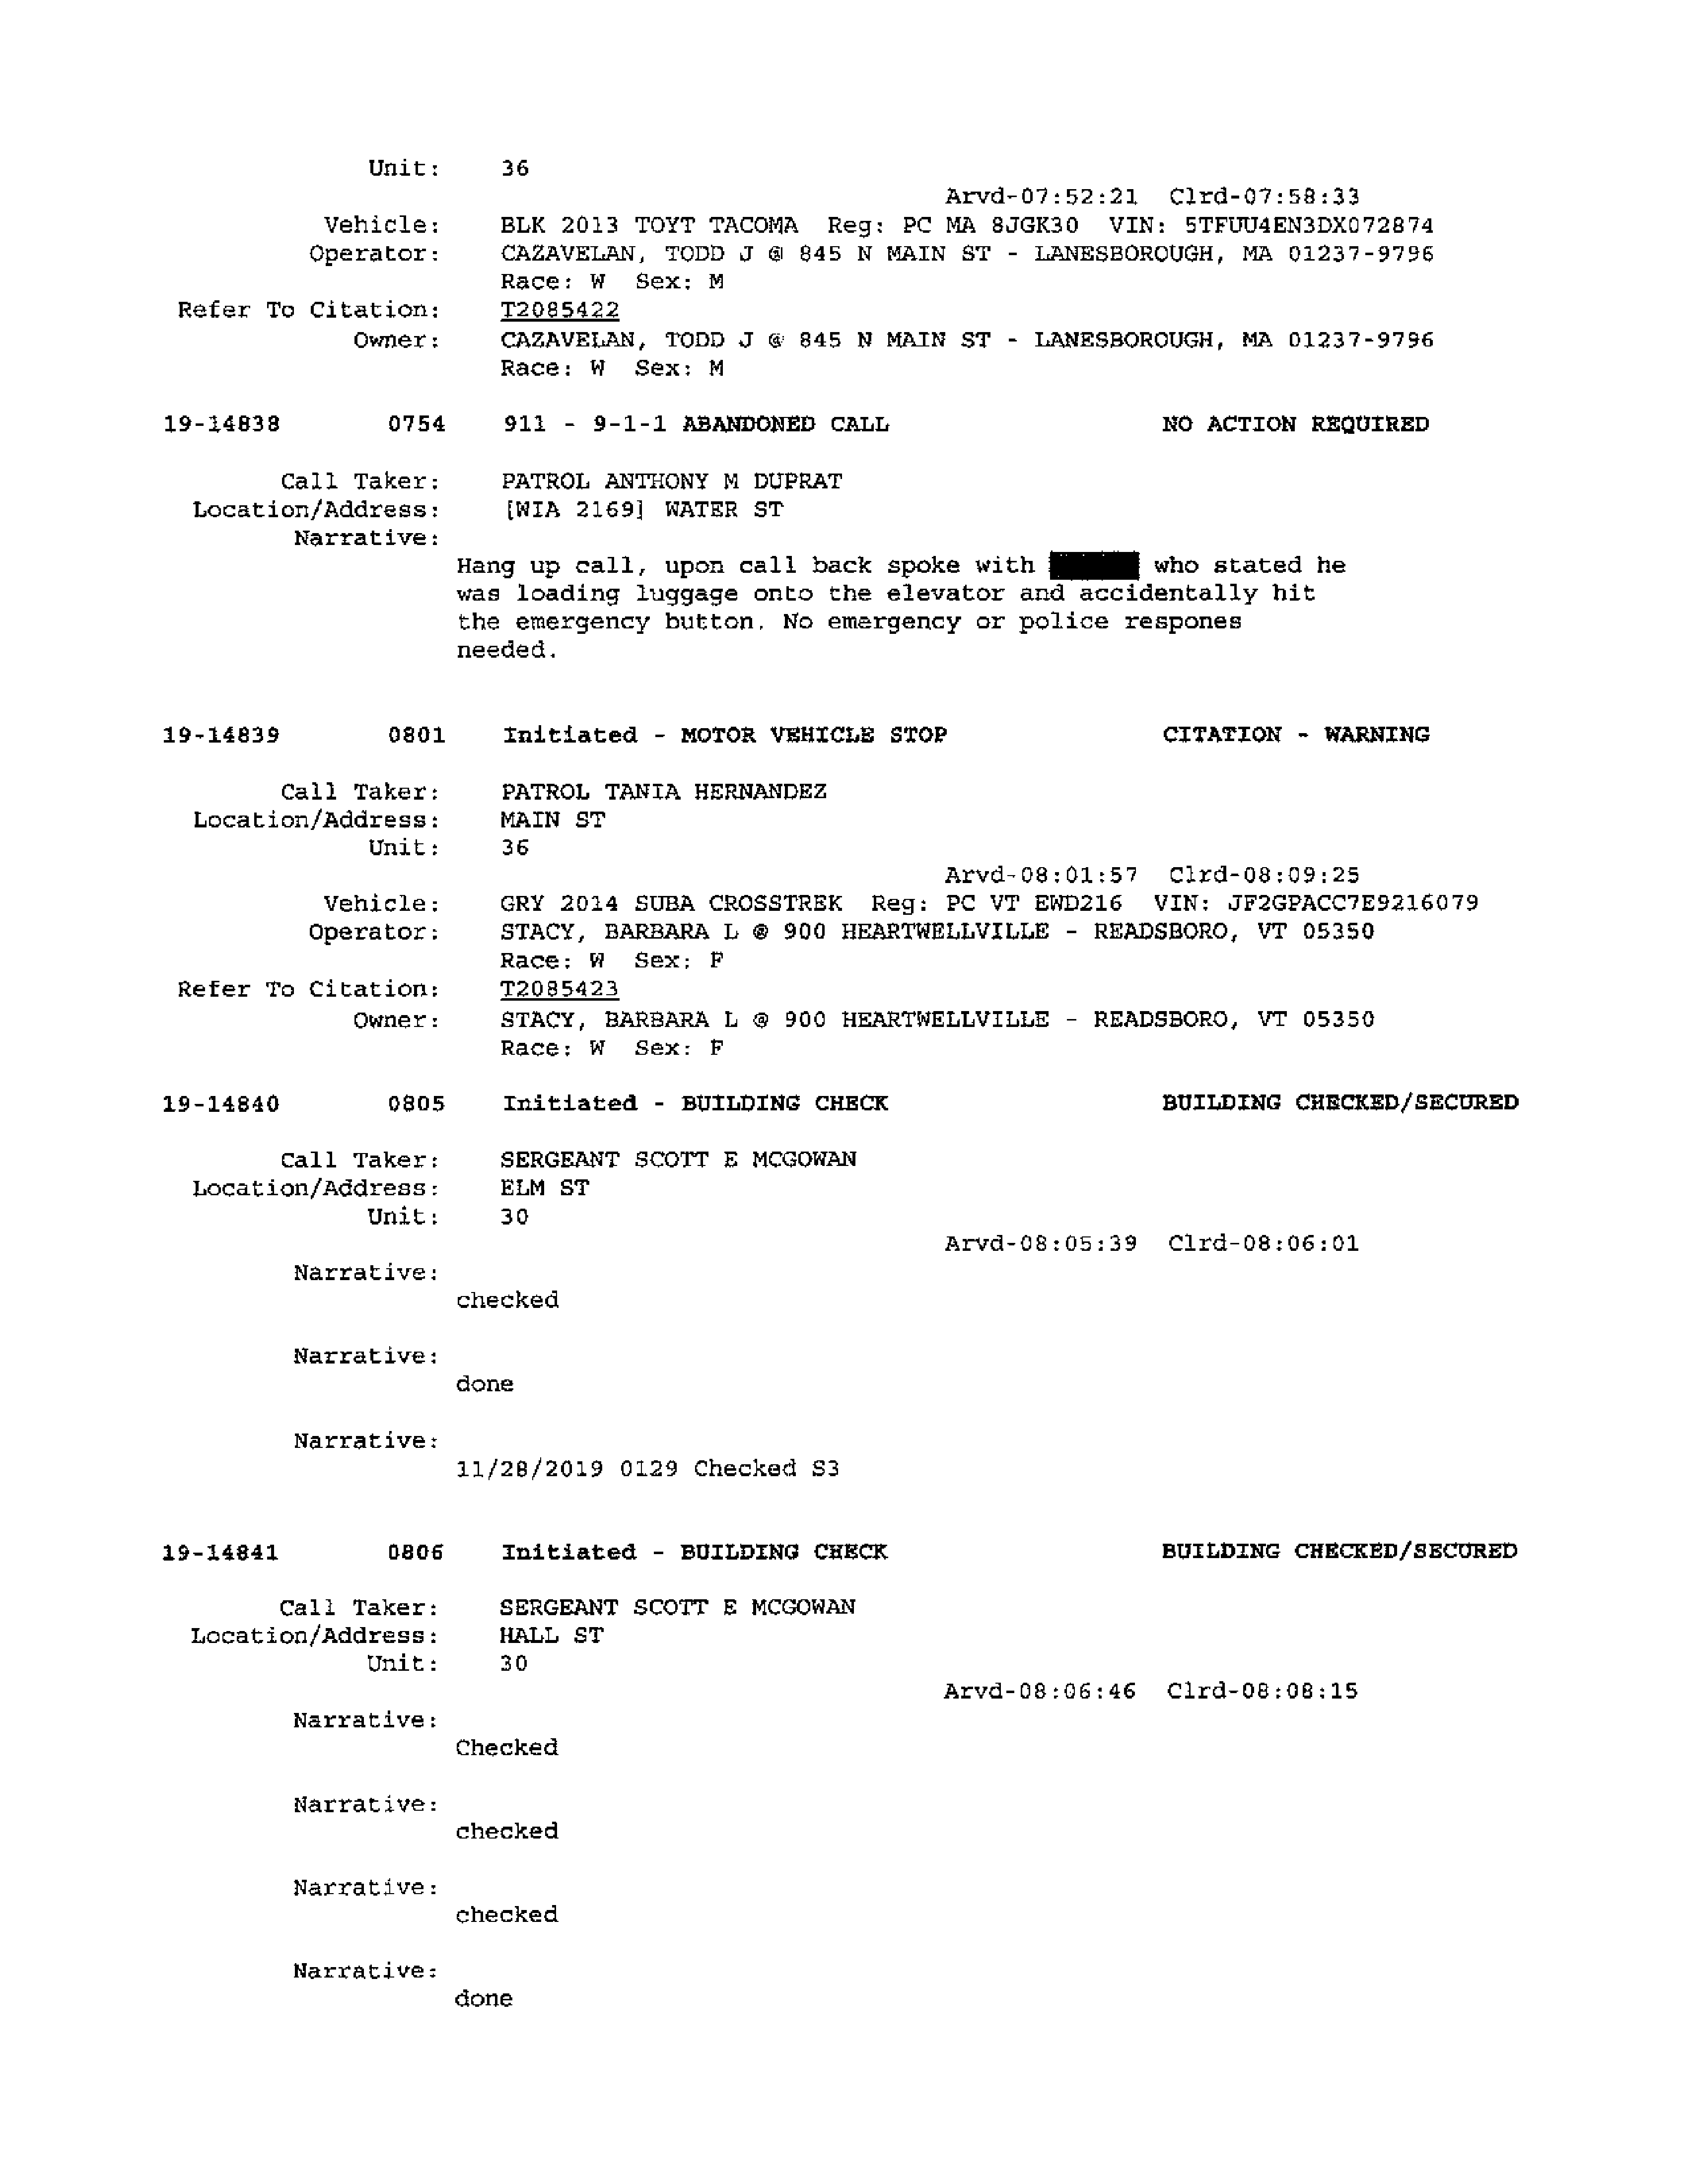 Unit: 36
Arvd-07:52:21 Clrd-07:58:33
Vehicle: BLK 2013 TOYT TACOMA Reg: PC MA 8JGK30 VIN: 5TFUU4EN3DX072874
Operator: CAZAVELAN, TODD J @ 845 N MAIN ST - LANESBOROUGH, MA 01237-9796
Race: W Sex: M
Refer To Citation: T2085422
Owner: CAZAVELAN, TODD J @ 845 N MAIN ST - LANESBOROUGH, MA 01237-9796
Race: W Sex: M
19-14838 0754 911 - 9-1-1 ABANDONED CALL NO ACTION REQUIRED
Call Taker: PATROL ANTHONY M DUPRAT
Location/Address: [WIA 2169] WATER ST
Narrative:
Hang up call, upon call back spoke with who stated he
was loading luggage onto the elevator and accidentally hit
the emergency button. No emergency or police respones
needed.
19-14839 0801 Initiated - MOTOR VEHICLE STOP CITATION - WARNING
Call Taker: PATROL TANIA HERNANDEZ
Location/Address: MAIN ST
Unit: 36
Arvd-08:01:57 Clrd-08:09:25
Vehicle: GRY 2014 SUBA CROSSTREK Reg: PC VT EWD216 VIN: JF2GPACC7E9216079
Operator: STACY, BARBARA L @ 900 HEARTWELLVILLE - READSBORO, VT 05350
Race: W Sex: F
Refer To Citation: T2085423
Owner: STACY, BARBARA L @ 900 HEARTWELLVILLE - READSBORO, VT 05350
Race: W Sex: F
19-14840 0805 Initiated - BUILDING CHECK BUILDING CHECKED/SECURED
Call Taker: SERGEANT SCOTT E MCGOWAN
Location/Address: ELM ST
Unit: 30
Arvd-08:05:39 Clrd-08:06:01
Narrative:
checked
Narrative:
done
Narrative:
11/28/2019 0129 Checked S3
19-14841 0806 Initiated - BUILDING CHECK BUILDING CHECKED/SECURED
Call Taker: SERGEANT SCOTT E MCGOWAN
Location/Address: HALL ST
Unit: 30
Arvd-08:06:46 Clrd-08:08:15
Narrative:
Checked
Narrative:
checked
Narrative:
checked
Narrative:
done